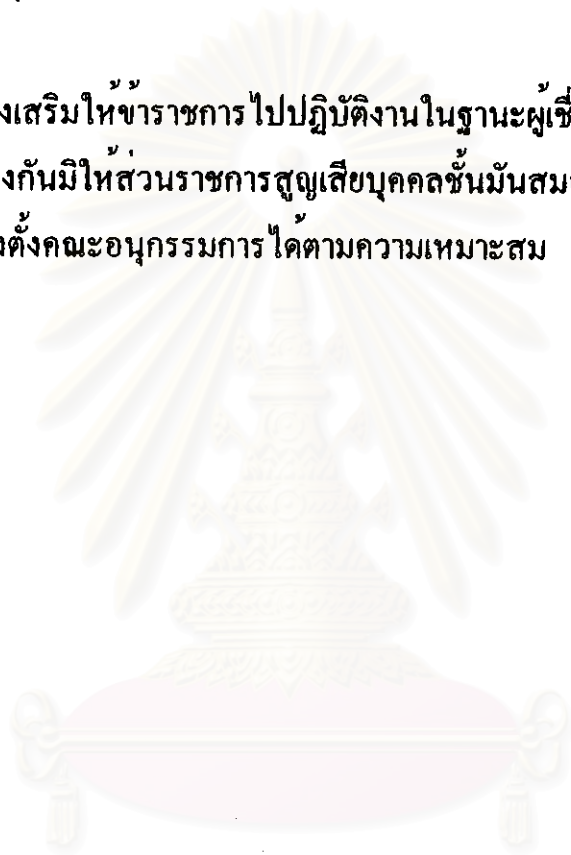 งเสริมให้ข้าราชการไปปฏิบัติงานในฐานะผู้เชี่
งกันมิให้ส่วนราชการสูญเสียบุคคลชั้นมันสม
งตั้งคณะอนุกรรมการได้ตามความเหมาะสม